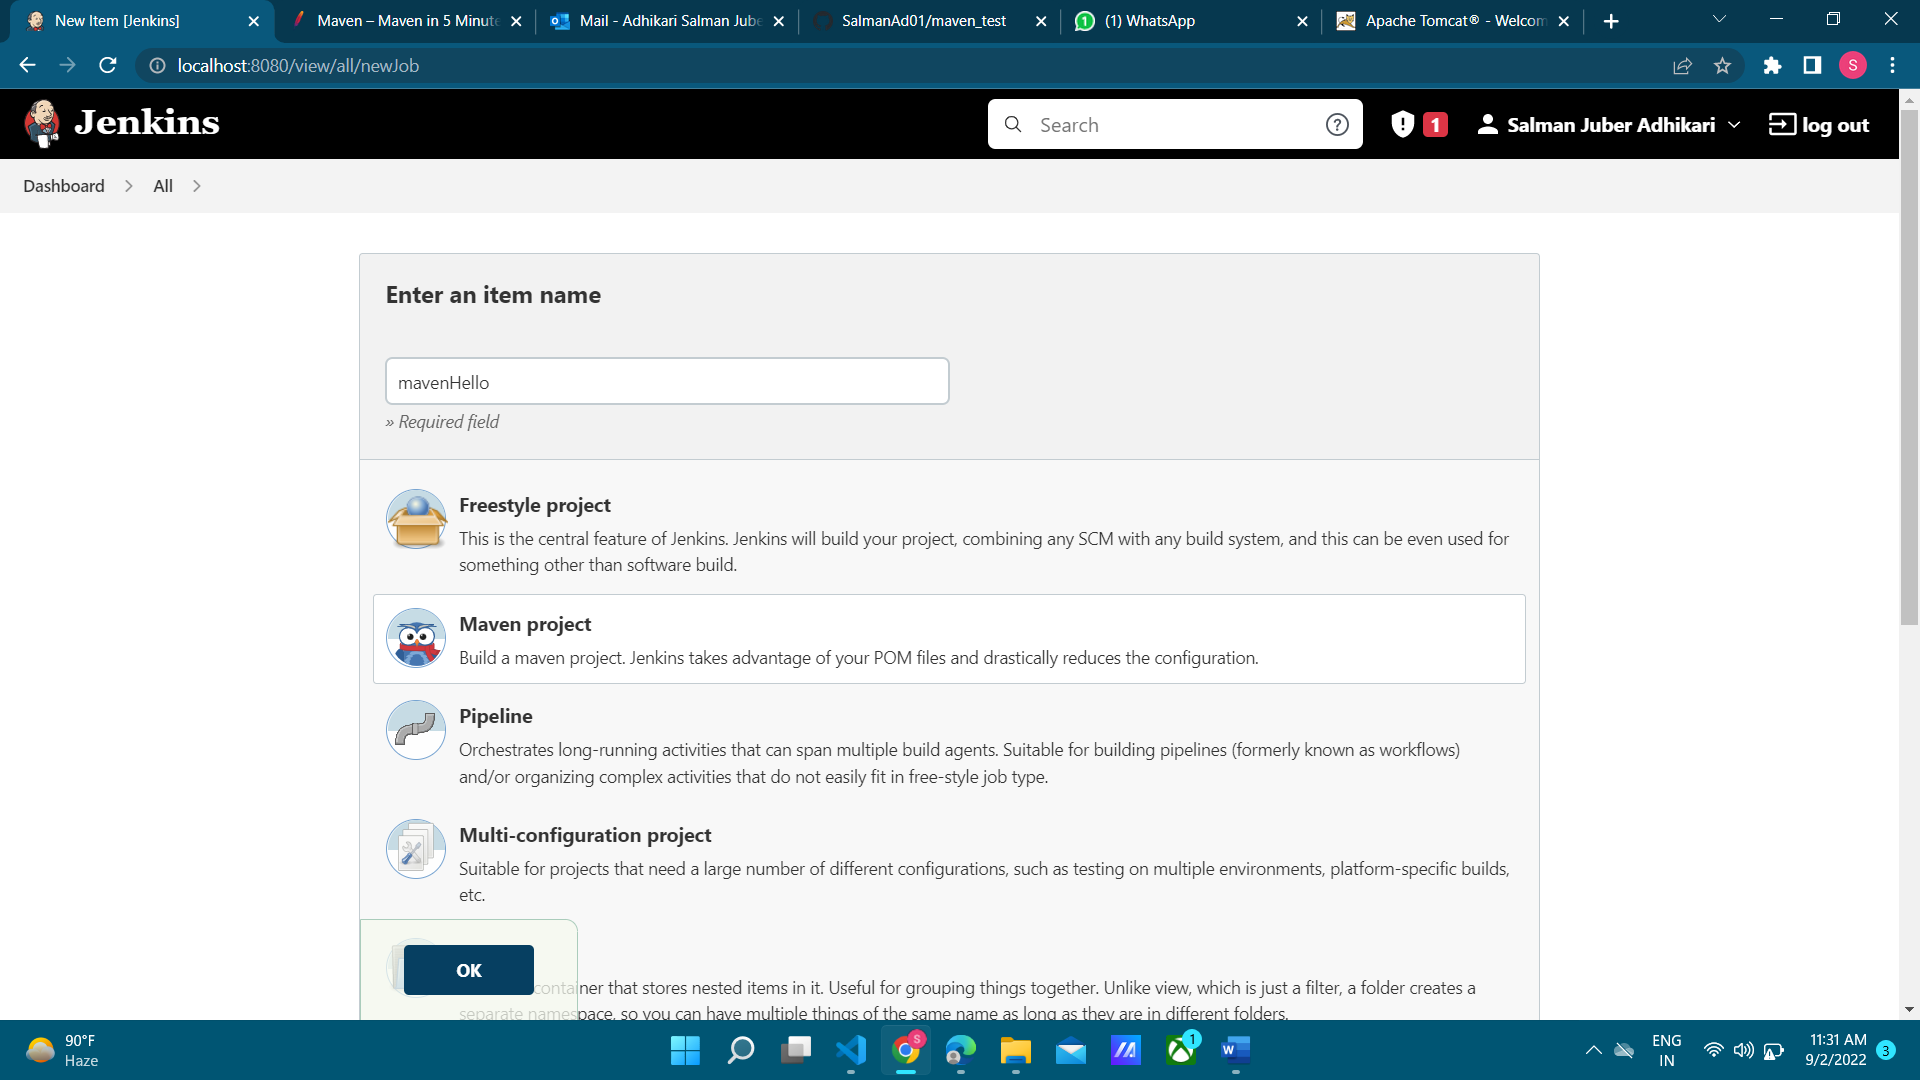 New Item [Jenkins]
Maven – Maven in 5 Minute
Mail - Adhikari Salman Jube
SalmanAd01/maven_test
(1) WhatsApp
Apache Tomcat® - Welcom
localhost:8080/view/all/newJob
S
Jenkins
Search
1
Salman Juber Adhikari
log out
Dashboard
All
Enter an item name
mavenHello
» Required field
Freestyle project
This is the central feature of Jenkins. Jenkins will build your project, combining any SCM with any build system, and this can be even used for
something other than software build.
Maven project
Build a maven project. Jenkins takes advantage of your POM files and drastically reduces the configuration.
Pipeline
Orchestrates long-running activities that can span multiple build agents. Suitable for building pipelines (formerly known as workflows)
and/or organizing complex activities that do not easily fit in free-style job type.
Multi-configuration project
Suitable for projects that need a large number of different configurations, such as testing on multiple environments, platform-specific builds,
etc.
OK
container that stores nested items in it. Useful for grouping things together. Unlike view, which is just a filter, a folder creates a
separate namespace, so you can have multiple things of the same name as long as they are in different folders.
90°F
Haze
S
1
ENG
IN
11:31 AM
9/2/2022
3